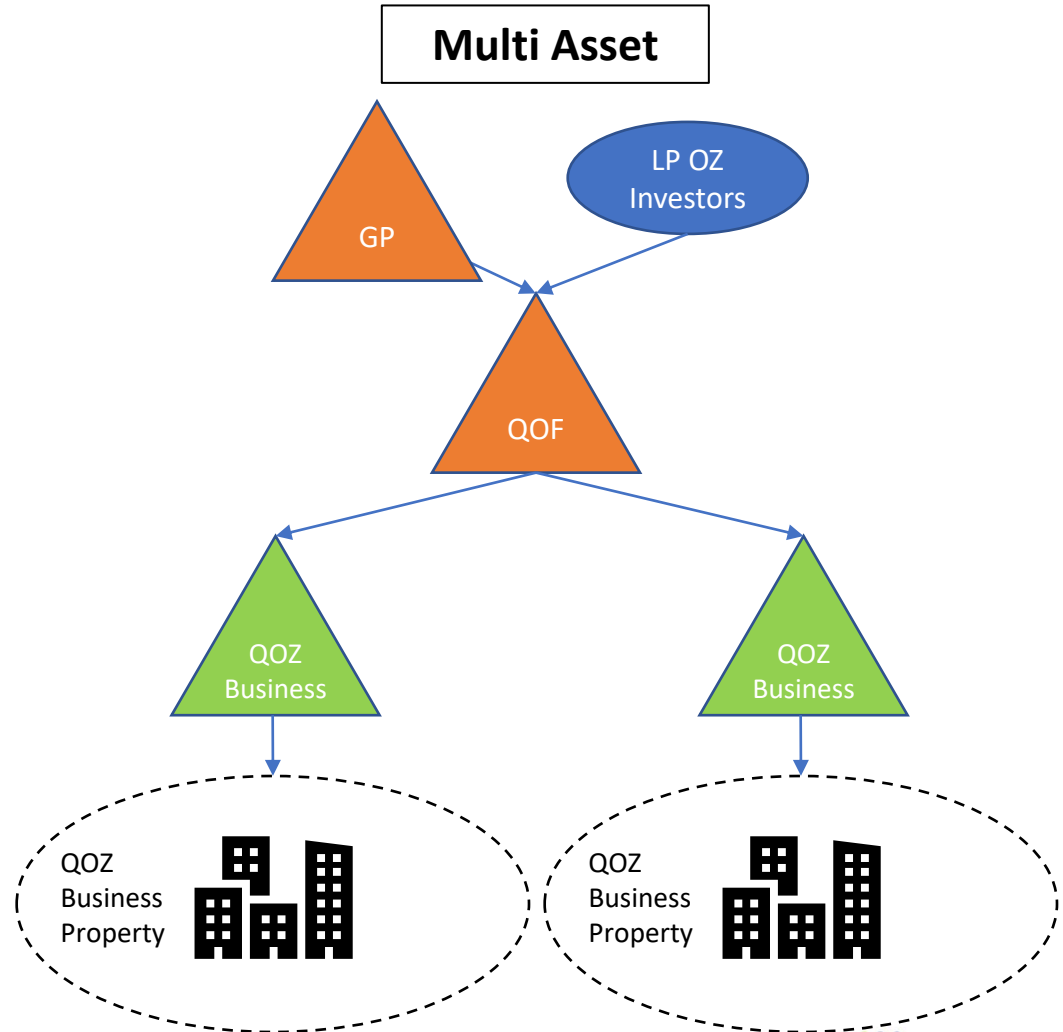 Multi Asset
GP
LP OZ
Investors
QOF
QOZ
Business
QOZ
Business
QOZ
Business
Property
QOZ
Business
Property